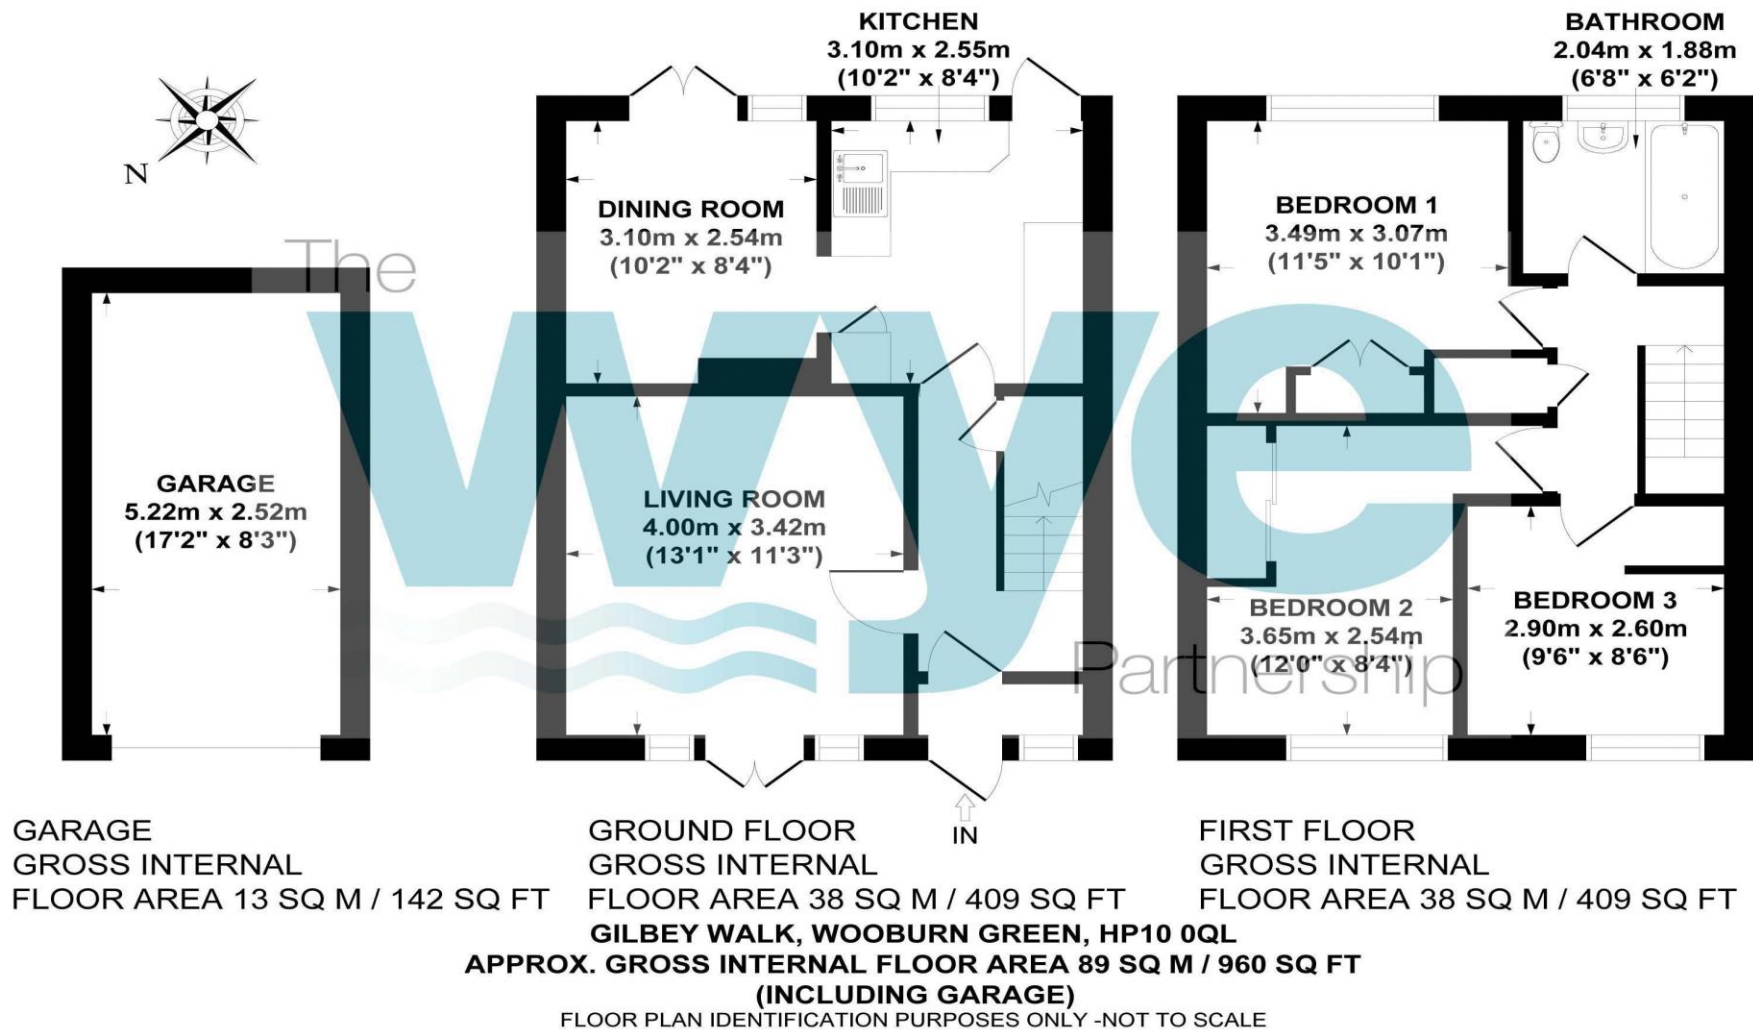 KITCHEN
3.10m x 2.55m
(10'2" x 8'4")
BATHROOM
2.04m x 1.88m
(6'8" x 6'2")
N
DINING ROOM
3.10m x 2.54m
(10'2" x 8'4")
BEDROOM 1
3.49m x 3.07m
(11'5" x 10'1")
The
wye
Partnership
GARAGE
5.22m x 2.52m
(17'2" x 8'3")
LIVING ROOM
4.00m x 3.42m
(13'1" x 11'3")
BEDROOM 2
3.65m x 2.54m
(12'0" x 8'4")
BEDROOM 3
2.90m x 2.60m
(9'6" x 8'6")
IN
GARAGE
GROSS INTERNAL
FLOOR AREA 13 SQ M / 142 SQ FT
GROUND FLOOR
GROSS INTERNAL
FLOOR AREA 38 SQ M / 409 SQ FT
FIRST FLOOR
GROSS INTERNAL
FLOOR AREA 38 SQ M / 409 SQ FT
GILBEY WALK, WOOBURN GREEN, HP10 0QL
APPROX. GROSS INTERNAL FLOOR AREA 89 SQ M / 960 SQ FT
(INCLUDING GARAGE)
FLOOR PLAN IDENTIFICATION PURPOSES ONLY -NOT TO SCALE